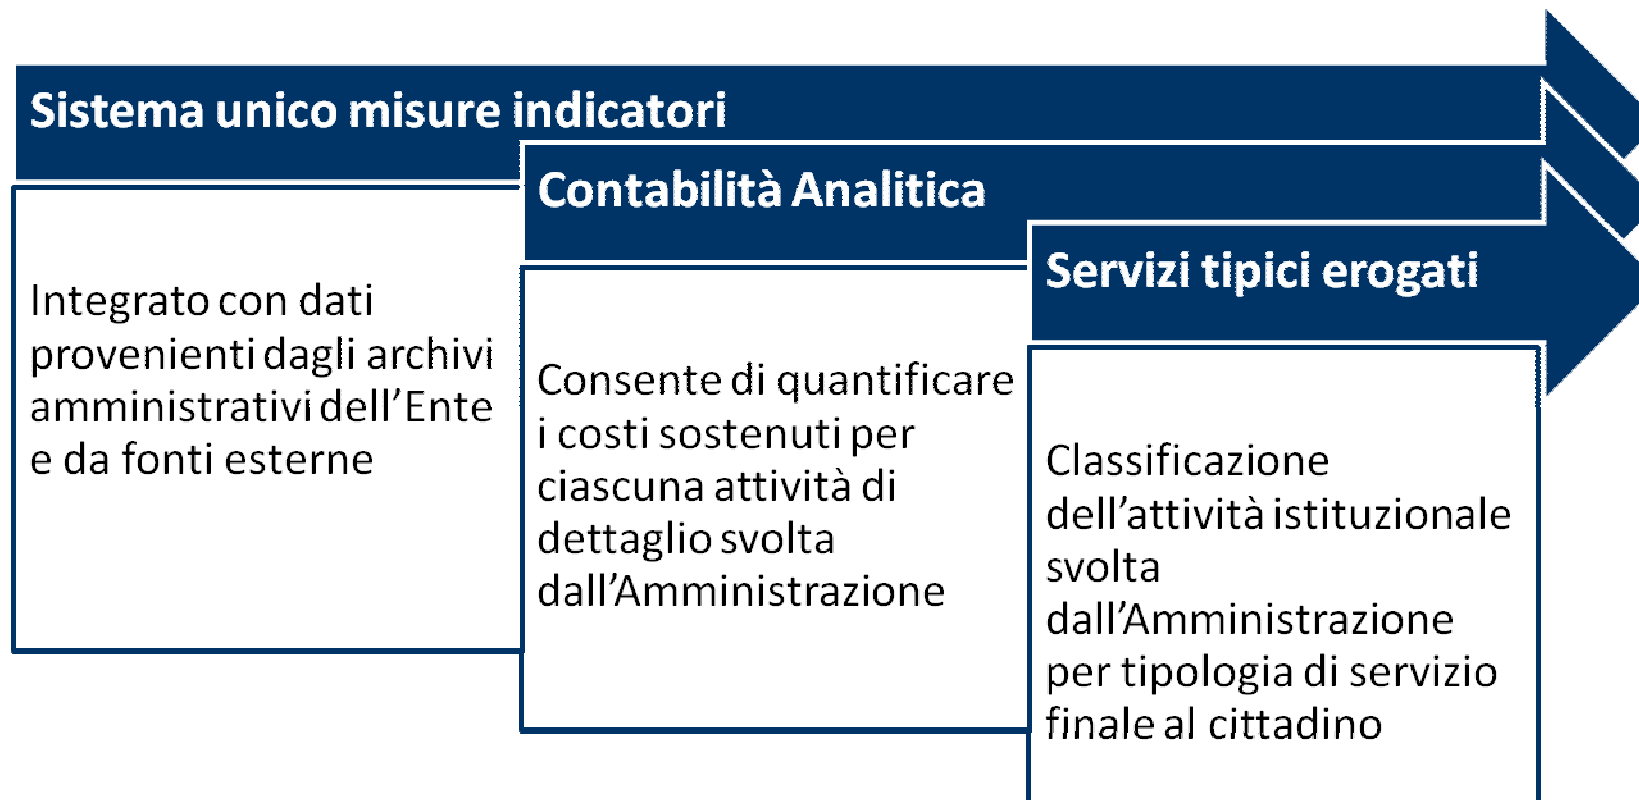 Sistema unico misure indicatori
Integrato con dati
provenienti dagli archivi
amministrativi dell’Ente
e da fonti esterne
Contabilità Analitica
Consente di quantificare
i costi sostenuti per
ciascuna attività di
dettaglio svolta
dall’Amministrazione
Servizi tipici erogati
Classificazione
dell’attività istituzionale
svolta
dall’Amministrazione
per tipologia di servizio
finale al cittadino